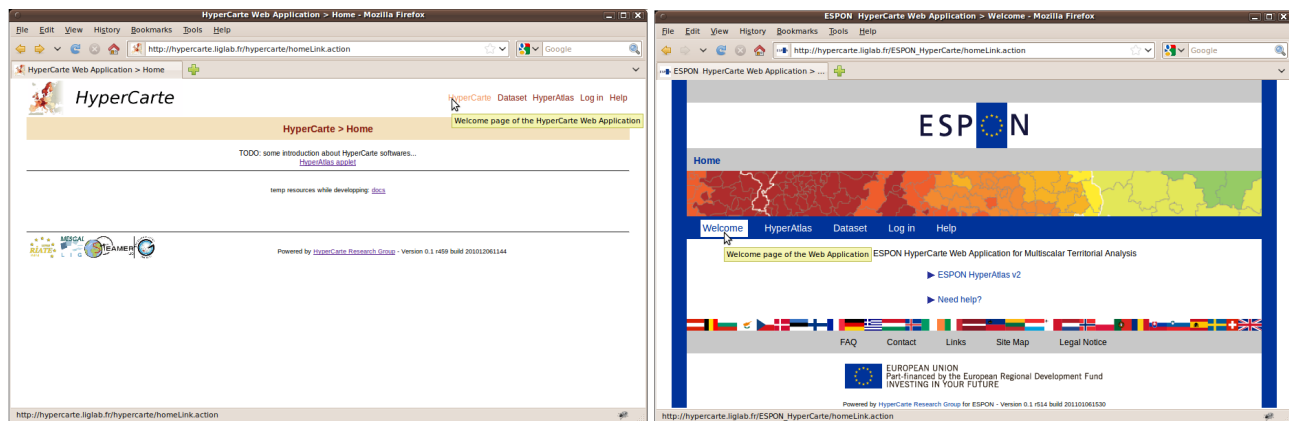 HyperCarte Web Application > Home - Mozilla Firefox
File Edit View History Bookmarks Tools Help
http://hypercarte.liglab.fr/hypercarte/homeLink.action
Google
HyperCarte Web Application > Home
HyperCarte
HyperCarte Dataset HyperAtlas Log in Help
Welcome page of the HyperCarte Web Application
HyperCarte > Home
TODO: some introduction about HyperCarte softwares...
HyperAtlas applet
temp resources while developping: docs
RIATE MESCAL LIG STEAMER
Powered by HyperCarte Research Group - Version 0.1 r459 build 201012061144
http://hypercarte.liglab.fr/hypercarte/homeLink.action
ESPON HyperCarte Web Application > Welcome - Mozilla Firefox
File Edit View History Bookmarks Tools Help
http://hypercarte.liglab.fr/ESPON_HyperCarte/homeLink.action
Google
ESPON HyperCarte Web Application > ...
ESPON
Home
Welcome HyperAtlas Dataset Log in Help
Welcome page of the Web Application
ESPON HyperCarte Web Application for Multiscalar Territorial Analysis
ESPON HyperAtlas v2
Need help?
FAQ Contact Links Site Map Legal Notice
EUROPEAN UNION
Part-financed by the European Regional Development Fund
INVESTING IN YOUR FUTURE
Powered by HyperCarte Research Group for ESPON - Version 0.1 r514 build 201101061530
http://hypercarte.liglab.fr/ESPON_HyperCarte/homeLink.action